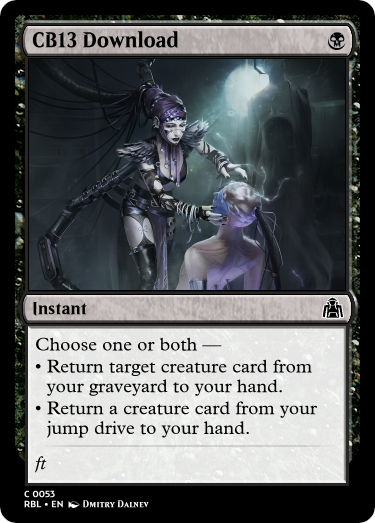 CB13 Download
Instant
Choose one or both —
• Return target creature card from
your graveyard to your hand.
• Return a creature card from your
jump drive to your hand.
ft
C 0053
RBL • EN Dmitry Dalnev